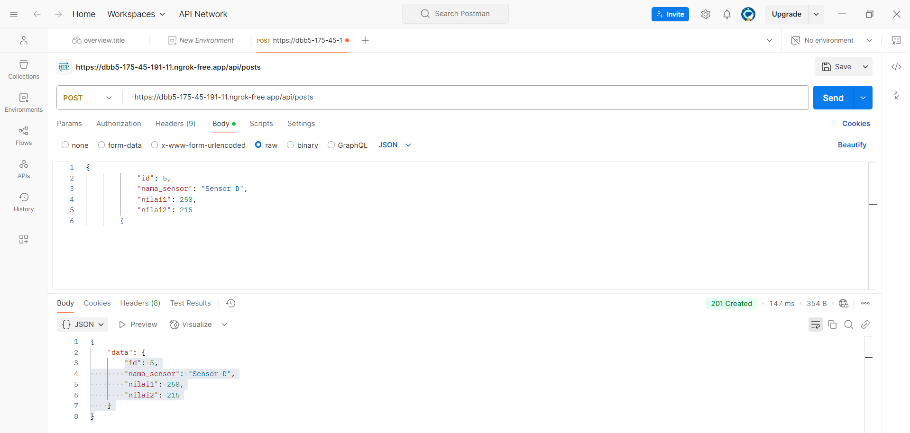 Home Workspaces API Network Search Postman Invite Upgrade
overview.title New Environment POST https://dbb5-175-45-1 No environment
HTTP https://dbb5-175-45-191-11.ngrok-free.app/api/posts Save
POST https://dbb5-175-45-191-11.ngrok-free.app/api/posts Send
Params Authorization Headers (9) Body Scripts Settings Cookies
none form-data x-www-form-urlencoded raw binary GraphQL JSON Beautify
Collections
Environments
Flows
APIs
History
1 {
2 "id": 5,
3 "nama_sensor": "Sensor D",
4 "nilai1": 250,
5 "nilai2": 215
6 {
Body Cookies Headers (8) Test Results 201 Created 147 ms 354 B
{} JSON Preview Visualize
1 {
2 "data": {
3 "id": 5,
4 "nama_sensor": "Sensor D",
5 "nilai1": 250,
6 "nilai2": 215
7 }
8 }